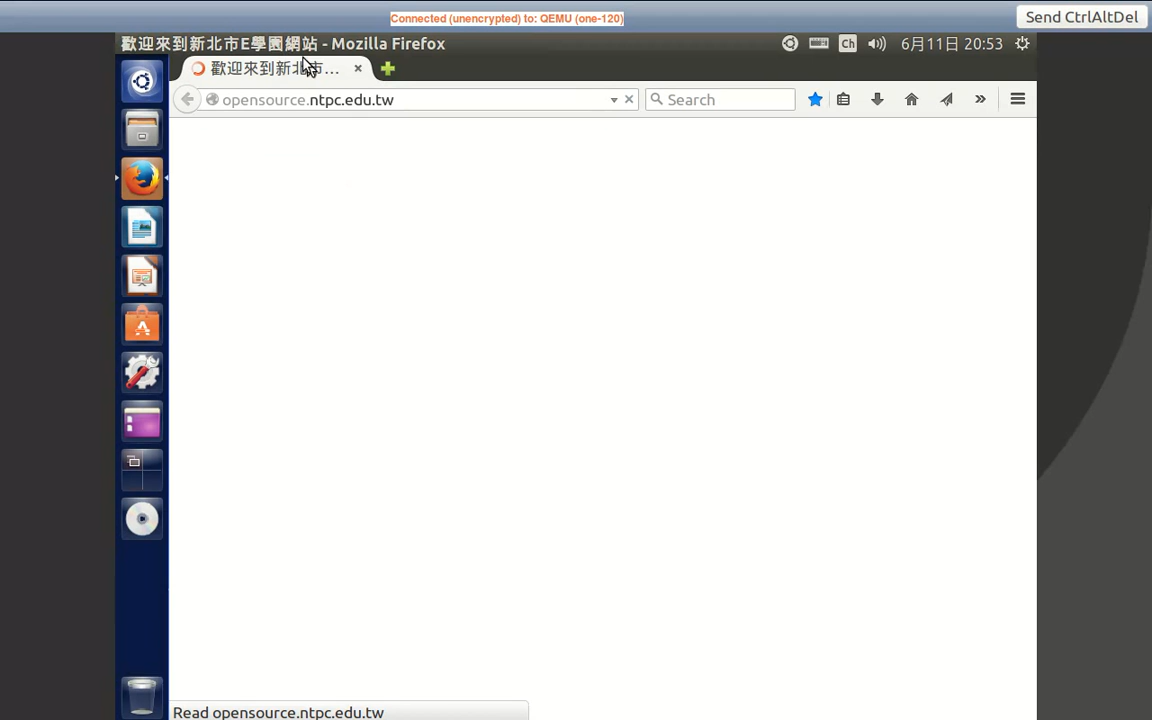 Connected (unencrypted) to: QEMU (one-120)
Send CtrlAltDel
歡迎來到新北市E學園網站 - Mozilla Firefox
Ch
6月11日 20:53
歡迎來到新北市...
opensource.ntpc.edu.tw
Search
Read opensource.ntpc.edu.tw